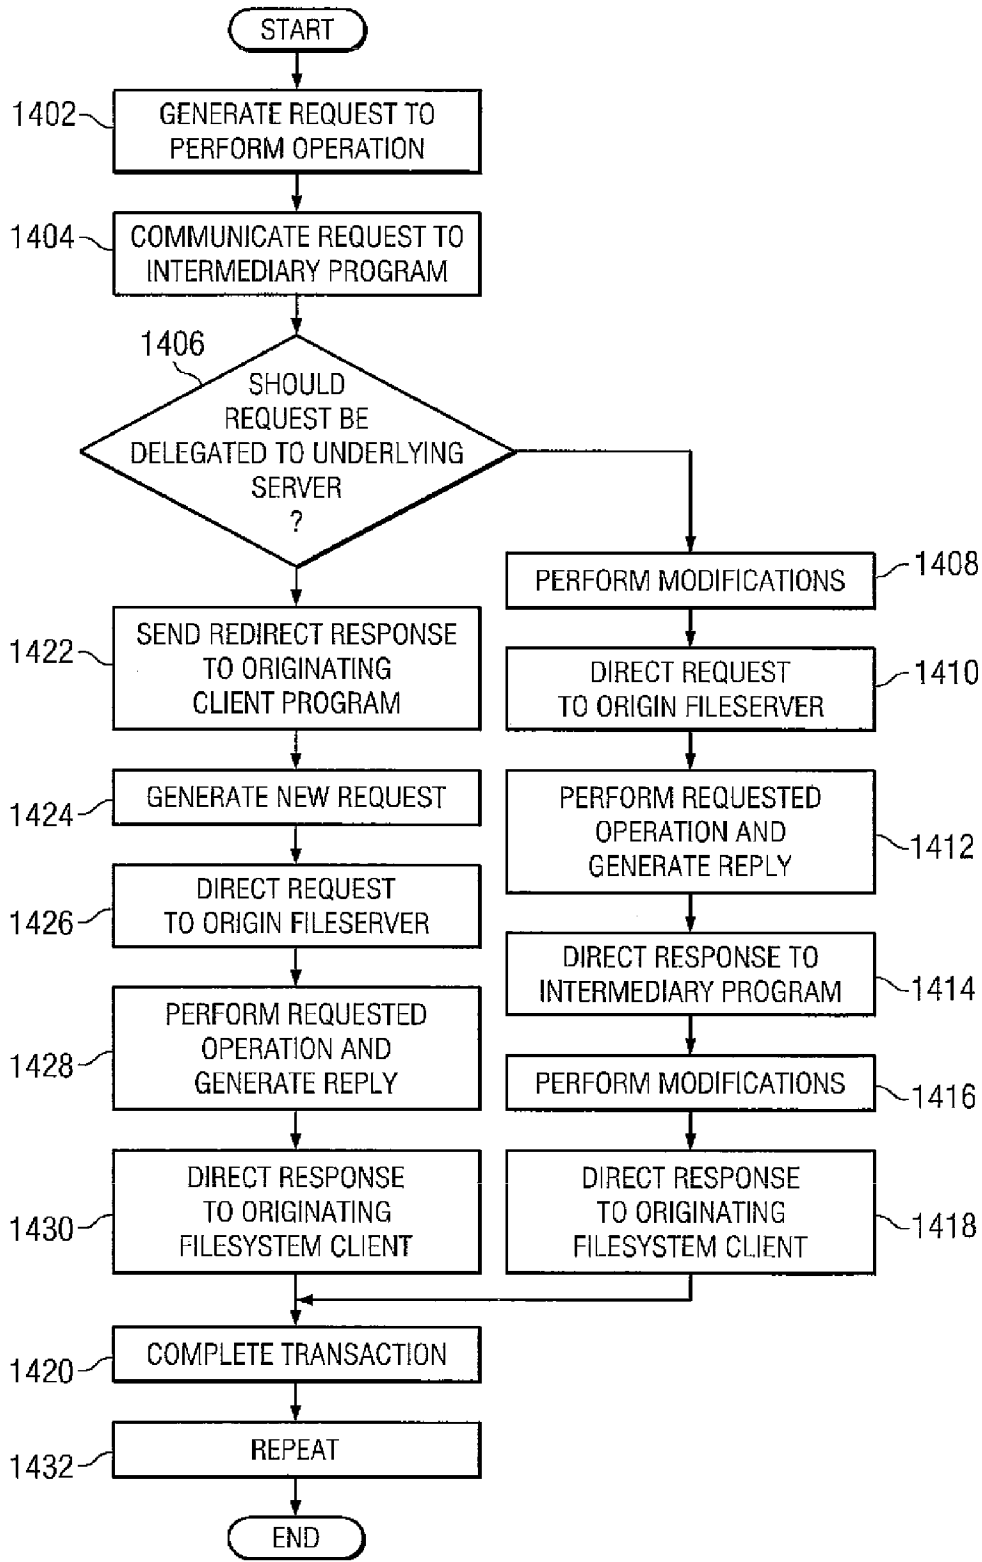 START
1402
GENERATE REQUEST TO
PERFORM OPERATION
1404
COMMUNICATE REQUEST TO
INTERMEDIARY PROGRAM
1406
SHOULD
REQUEST BE
DELEGATED TO UNDERLYING
SERVER
?
1422
SEND REDIRECT RESPONSE
TO ORIGINATING
CLIENT PROGRAM
1424
GENERATE NEW REQUEST
1426
DIRECT REQUEST
TO ORIGIN FILESERVER
1428
PERFORM REQUESTED
OPERATION AND
GENERATE REPLY
1430
DIRECT RESPONSE
TO ORIGINATING
FILESYSTEM CLIENT
PERFORM MODIFICATIONS
1408
DIRECT REQUEST
TO ORIGIN FILESERVER
1410
PERFORM REQUESTED
OPERATION AND
GENERATE REPLY
1412
DIRECT RESPONSE TO
INTERMEDIARY PROGRAM
1414
PERFORM MODIFICATIONS
1416
DIRECT RESPONSE
TO ORIGINATING
FILESYSTEM CLIENT
1418
1420
COMPLETE TRANSACTION
1432
REPEAT
END